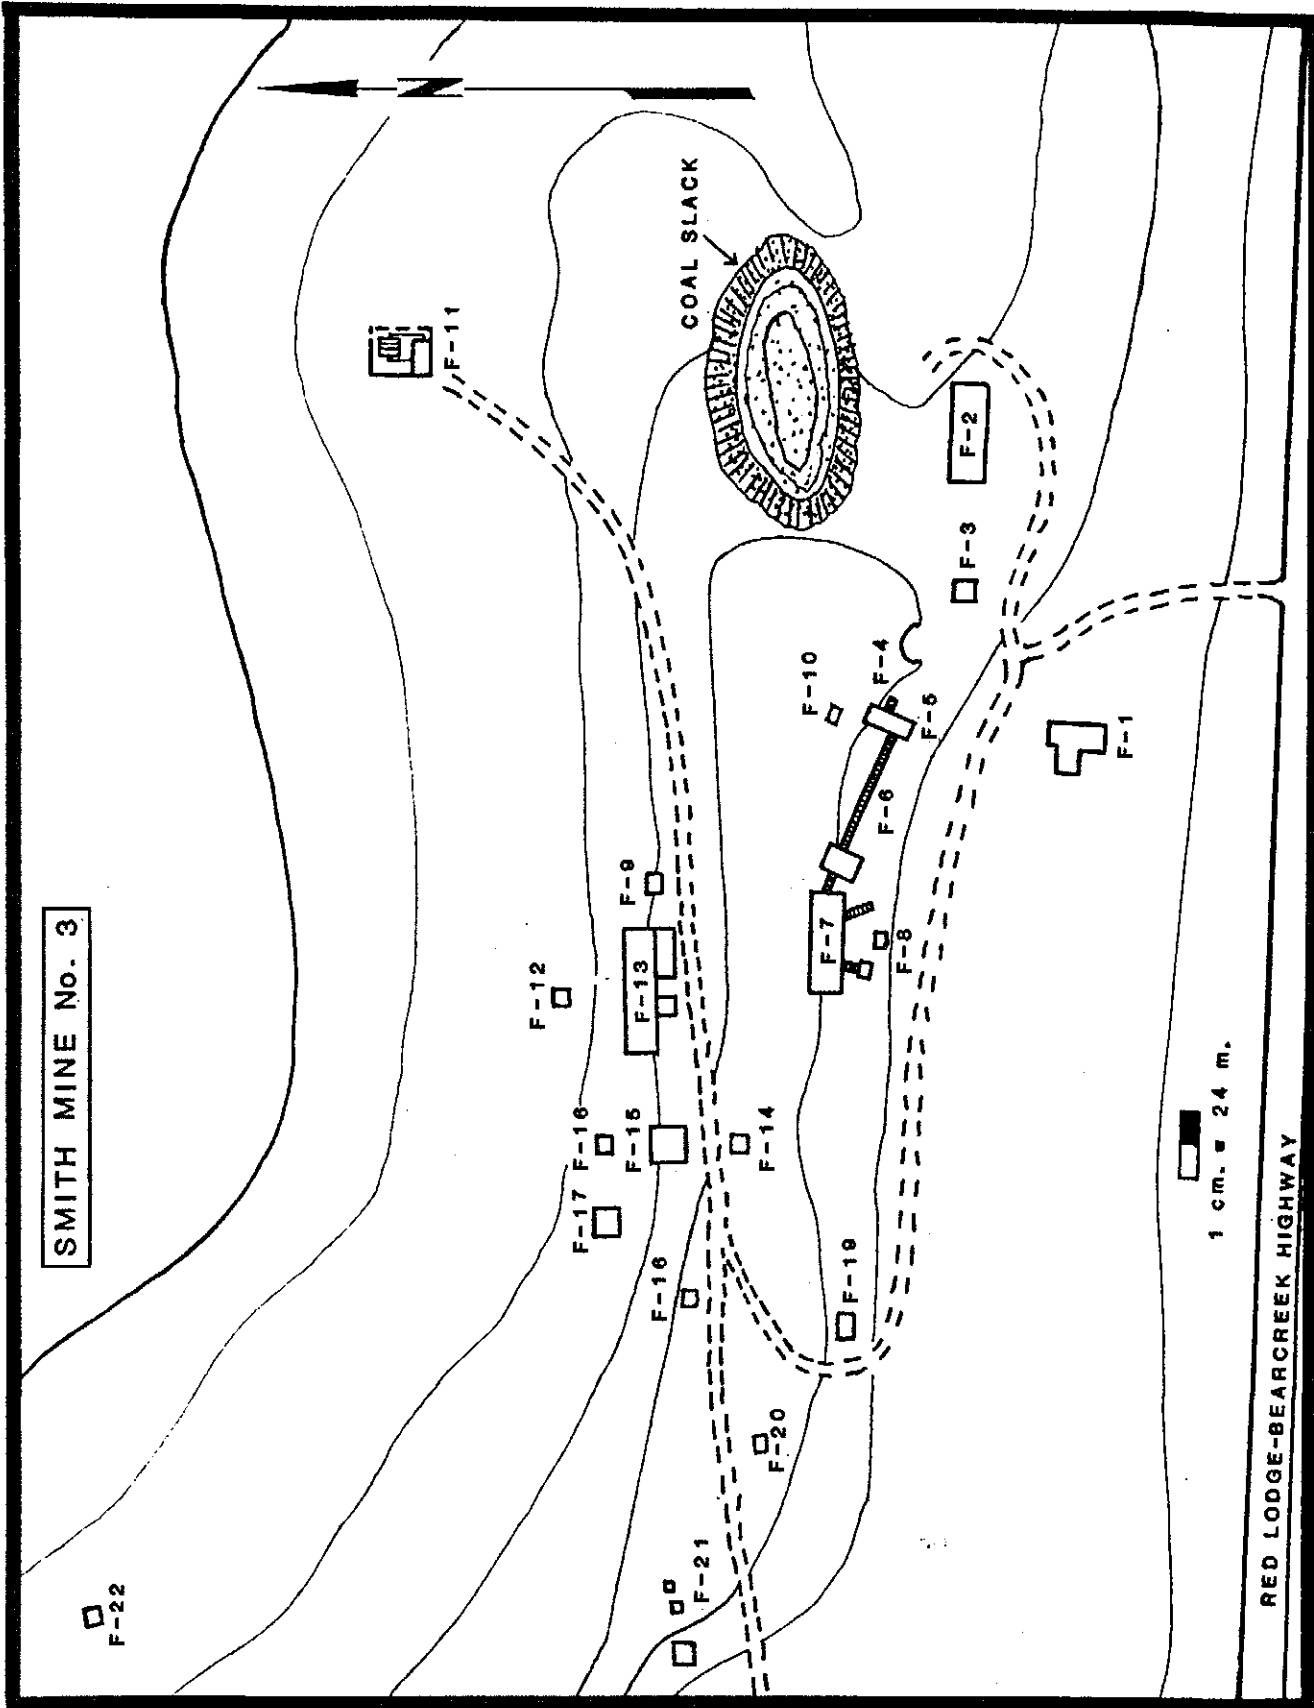 SMITH MINE No. 3
N
F-22
F-21
F-20
F-19
F-16
F-17
F-16
F-15
F-14
F-12
F-13
F-9
F-7
F-8
F-6
F-5
F-4
F-10
F-1
F-3
F-2
F-11
COAL SLACK
1 cm. = 24 m.
RED LODGE-BEARCREEK HIGHWAY